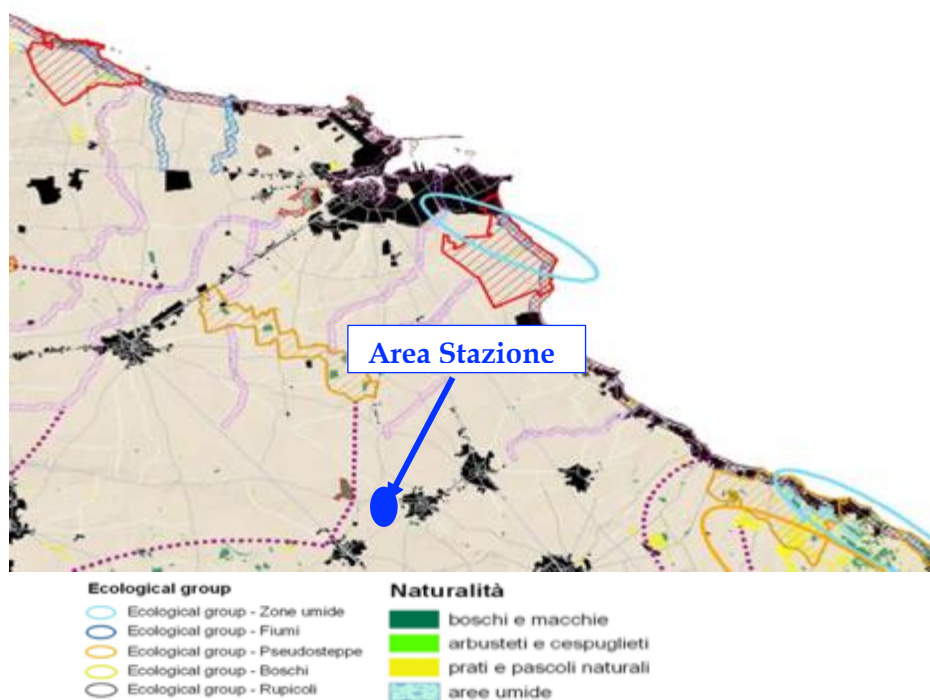 Area Stazione
Ecological group
Ecological group - Zone umide
Ecological group - Fiumi
Ecological group - Pseudosteppe
Ecological group - Boschi
Ecological group - Rupicoli
Naturalità
boschi e macchie
arbusteti e cespuglieti
prati e pascoli naturali
aree umide